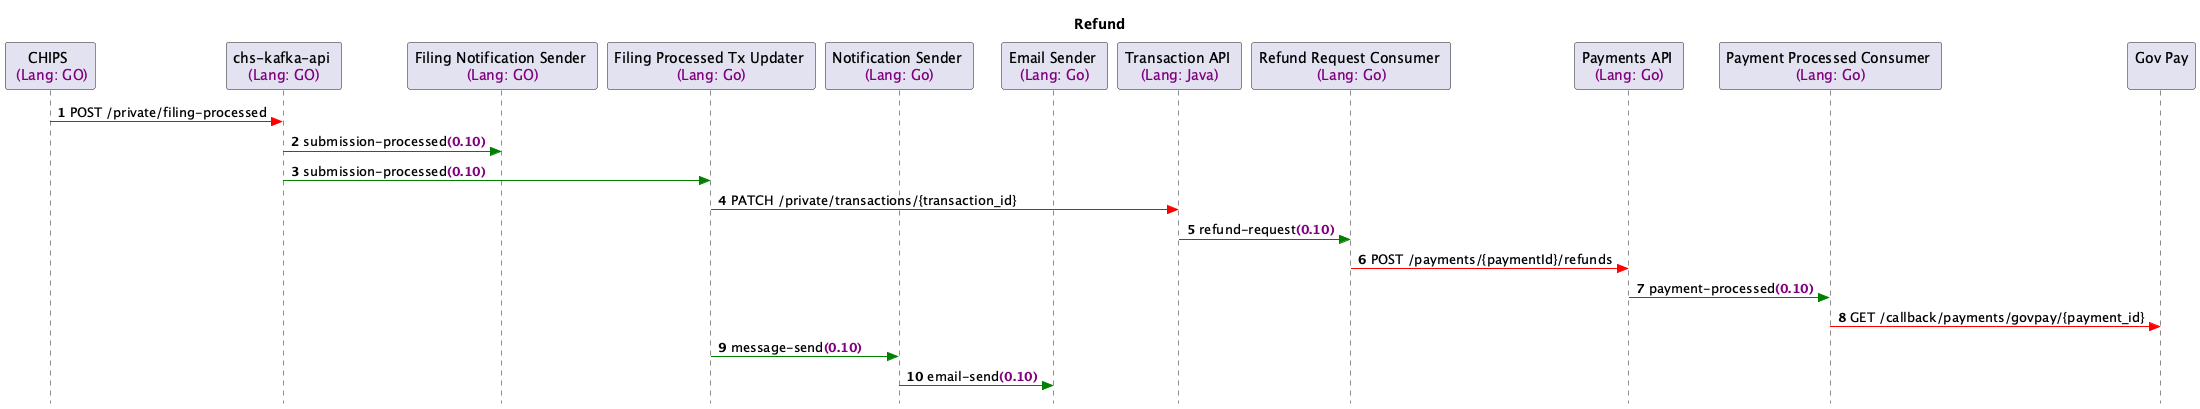 Refund
CHIPS
(Lang: GO)
chs-kafka-api
(Lang: GO)
Filing Notification Sender
(Lang: GO)
Filing Processed Tx Updater
(Lang: Go)
Notification Sender
(Lang: Go)
Email Sender
(Lang: Go)
Transaction API
(Lang: Java)
Refund Request Consumer
(Lang: Go)
Payments API
(Lang: Go)
Payment Processed Consumer
(Lang: Go)
Gov Pay
1 POST /private/filing-processed
2 submission-processed(0.10)
3 submission-processed(0.10)
4 PATCH /private/transactions/{transaction_id}
5 refund-request(0.10)
6 POST /payments/{paymentId}/refunds
7 payment-processed(0.10)
8 GET /callback/payments/govpay/{payment_id}
9 message-send(0.10)
10 email-send(0.10)